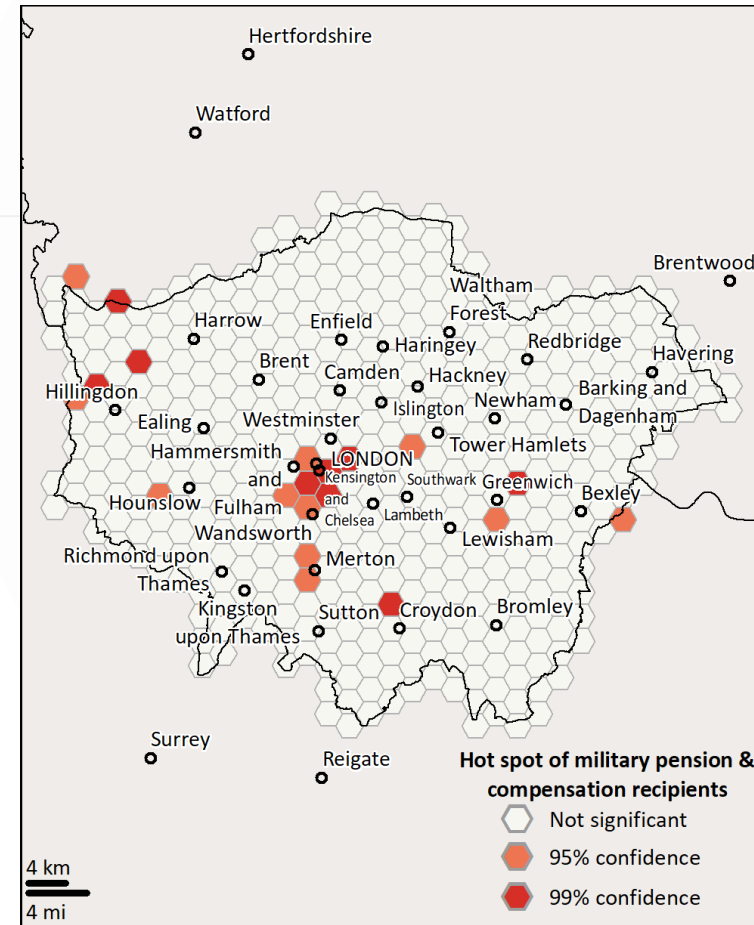 Hertfordshire
Watford
Brentwood
Waltham
Forest
Harrow
Enfield
Haringey
Redbridge
Havering
Brent
Camden
Hackney
Barking and
Dagenham
Hillingdon
Islington
Newham
Ealing
Westminster
Tower Hamlets
Hammersmith
and
Fulham
LONDON
Kensington
and
Chelsea
Southwark
Greenwich
Bexley
Hounslow
Lambeth
Wandsworth
Lewisham
Richmond upon
Thames
Merton
Kingston
upon Thames
Sutton
Croydon
Bromley
Surrey
Reigate
Hot spot of military pension &
compensation recipients
Not significant
95% confidence
99% confidence
4 km
4 mi